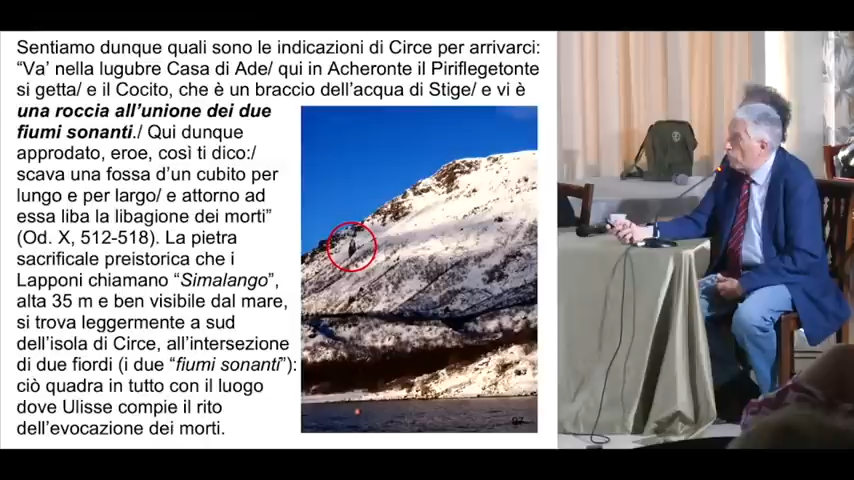 Sentiamo dunque quali sono le indicazioni di Circe per arrivarci:
“Va’ nella lugubre Casa di Ade/ qui in Acheronte il Piriflegetonte
si getta/ e il Cocito, che è un braccio dell’acqua di Stige/ e vi è
una roccia all’unione dei due
fiumi sonanti./ Qui dunque
approdato, eroe, così ti dico:/
scava una fossa d’un cubito per
lungo e per largo/ e attorno ad
essa liba la libagione dei morti”
(Od. X, 512-518). La pietra
sacrificale preistorica che i
Lapponi chiamano “Simalango”,
alta 35 m e ben visibile dal mare,
si trova leggermente a sud
dell’isola di Circe, all’intersezione
di due fiordi (i due “fiumi sonanti”):
ciò quadra in tutto con il luogo
dove Ulisse compie il rito
dell’evocazione dei morti.